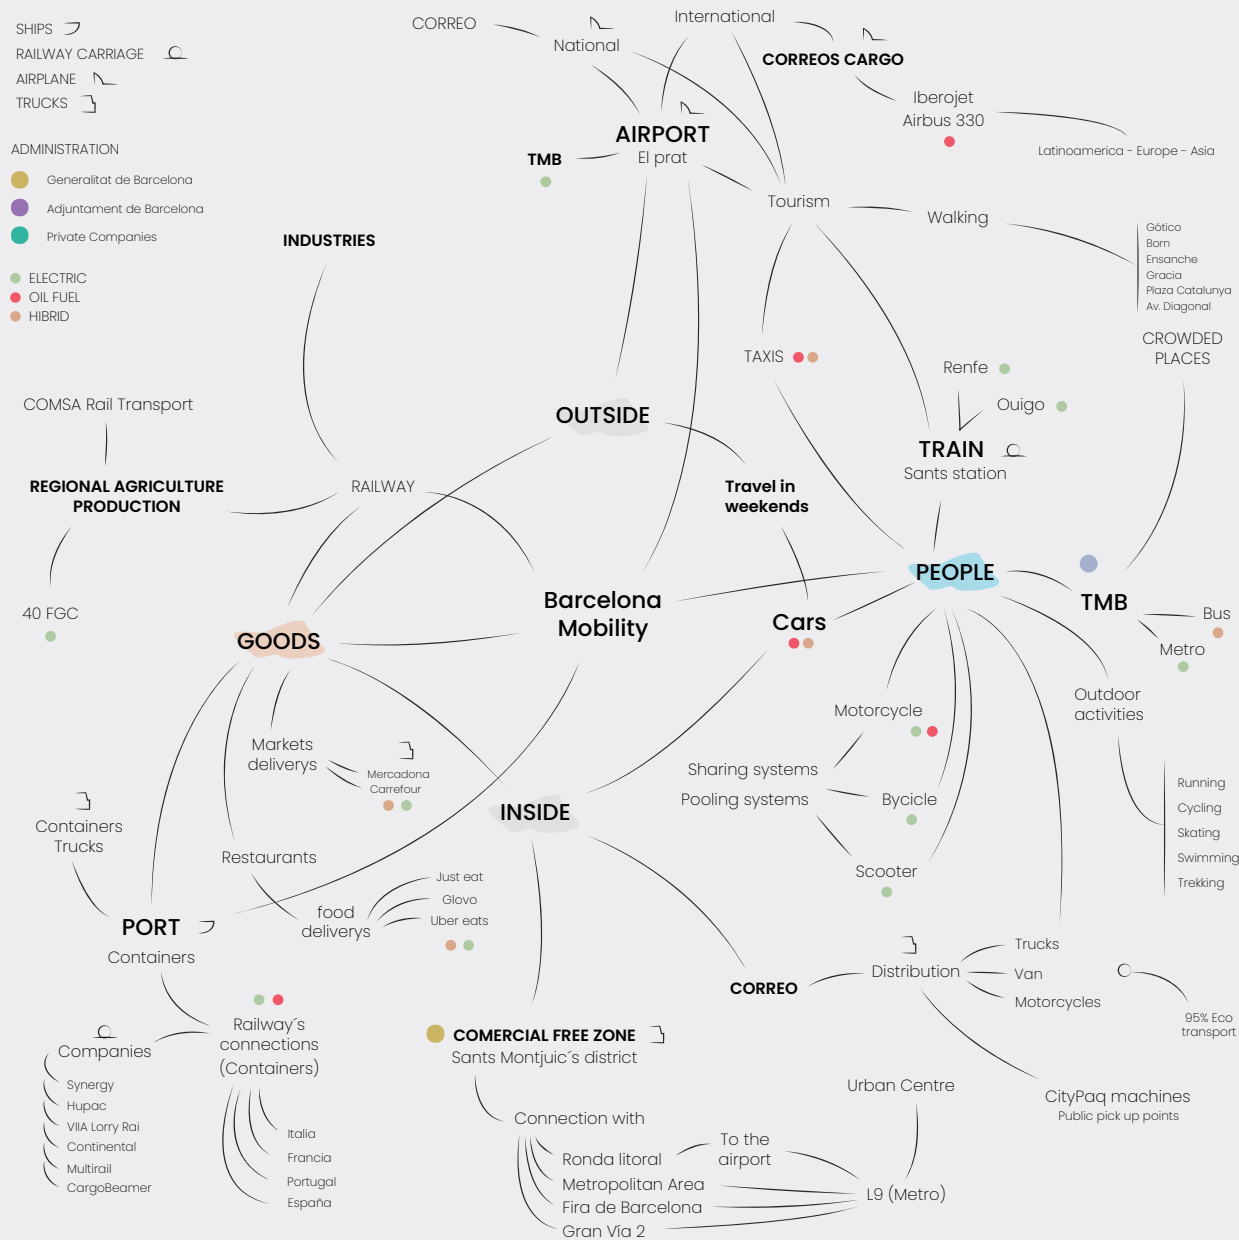 SHIPS
RAILWAY CARRIAGE
AIRPLANE
TRUCKS
ADMINISTRATION
Generalitat de Barcelona
Adjuntament de Barcelona
Private Companies
ELECTRIC
OIL FUEL
HIBRID
CORREO
National
International
CORREOS CARGO
Iberojet
Airbus 330
Latinoamerica - Europe - Asia
AIRPORT
El prat
TMB
Tourism
Walking
Gótico
Born
Ensanche
Gracia
Plaza Catalunya
Av. Diagonal
INDUSTRIES
CROWDED
PLACES
TAXIS
Renfe
Ouigo
TRAIN
Sants station
COMSA Rail Transport
OUTSIDE
REGIONAL AGRICULTURE
PRODUCTION
RAILWAY
Travel in
weekends
PEOPLE
TMB
Bus
Metro
40 FGC
Barcelona
Mobility
Cars
GOODS
Outdoor
activities
Motorcycle
Markets
deliverys
Mercadona
Carrefour
Sharing systems
Pooling systems
Bycicle
Scooter
Running
Cycling
Skating
Swimming
Trekking
INSIDE
Containers
Trucks
Restaurants
Just eat
Glovo
Uber eats
food
deliverys
PORT
Containers
Distribution
Trucks
Van
Motorcycles
95% Eco
transport
CORREO
Railway´s
connections
(Containers)
Companies
Synergy
Hupac
VIIA Lorry Rai
Continental
Multirail
CargoBeamer
Italia
Francia
Portugal
España
COMERCIAL FREE ZONE
Sants Montjuic´s district
Connection with
Ronda litoral
Metropolitan Area
Fira de Barcelona
Gran Vía 2
To the
airport
Urban Centre
L9 (Metro)
CityPaq machines
Public pick up points